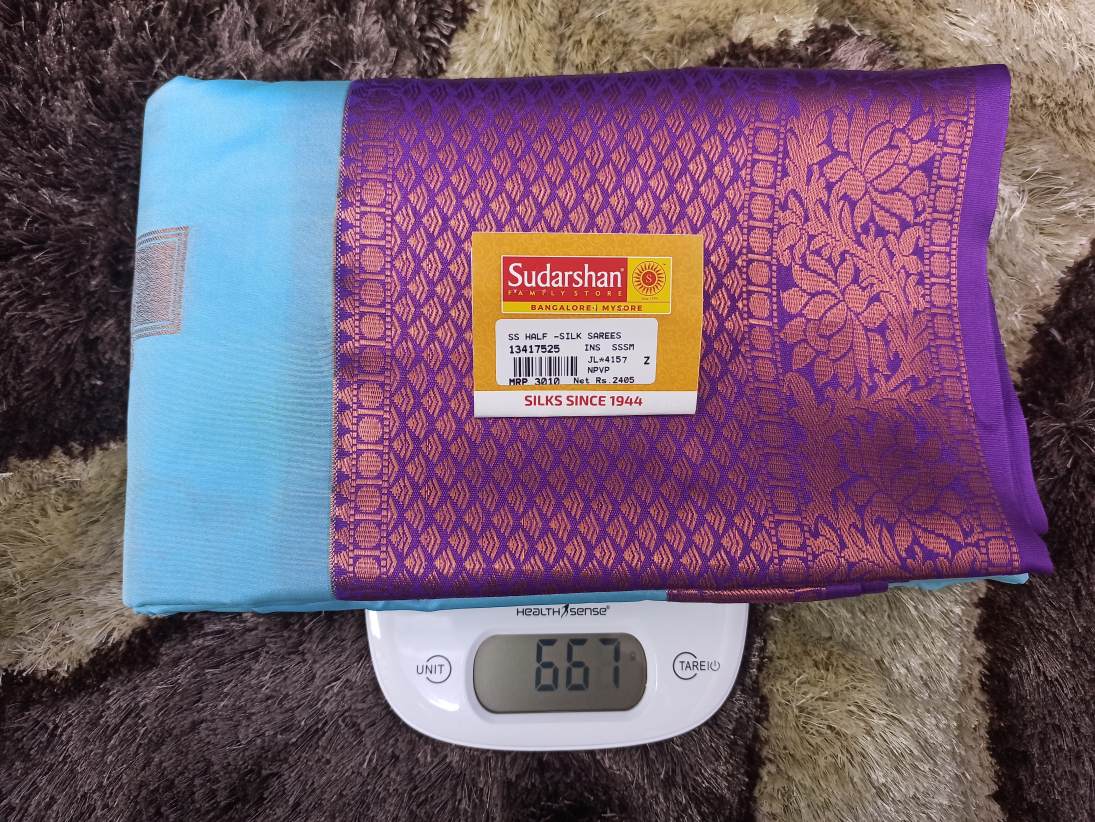 Sudarshan
FAMILY STORE
BANGALORE | MYSORE
SS HALF -SILK SAREES
13417525 INS SSSM
JL*4157 Z
NPVP
MRP 3010 Net Rs.2405
SILKS SINCE 1944
HEALTH sense
UNIT 667 g TARE